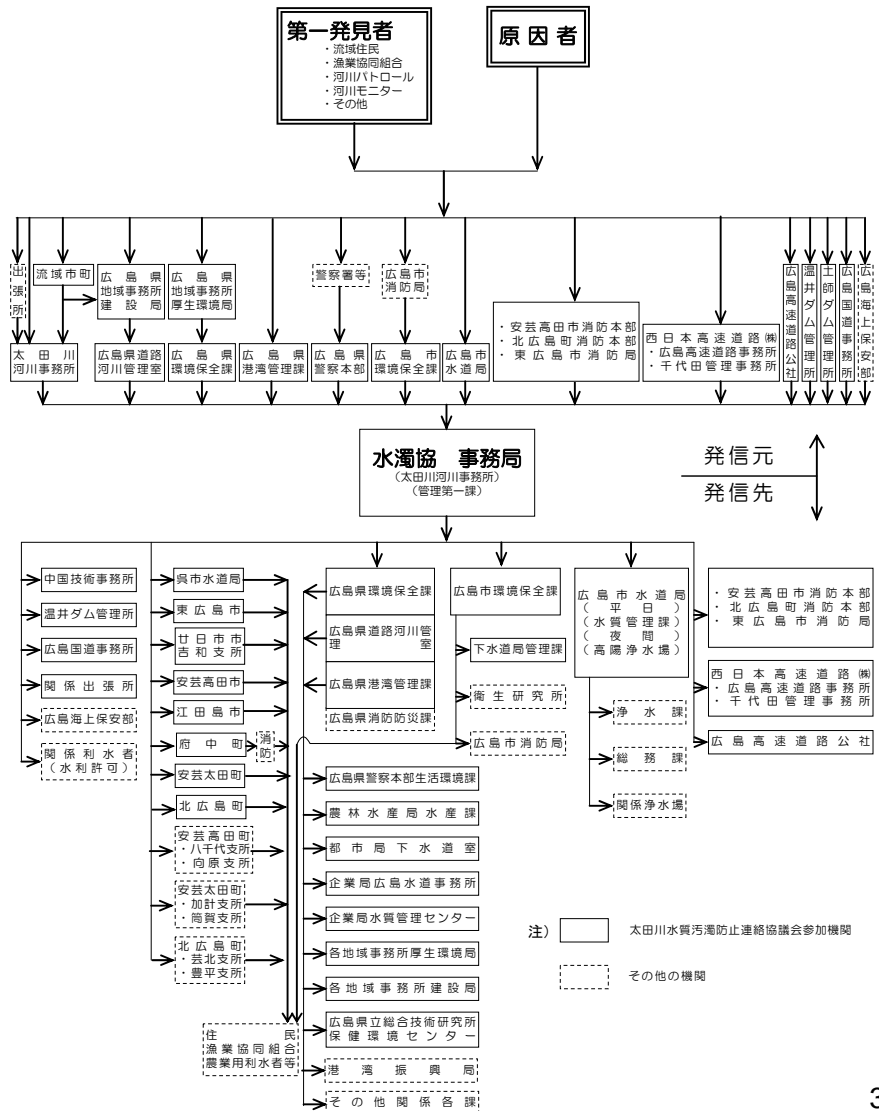 第一発見者
・流域住民
・漁業協同組合
・河川パトロール
・河川モニター
・その他
原因者
出張所
流域市町
広島県
地域事務所
建設局
広島県
地域事務所
厚生環境局
警察署等
広島市
消防局
太田川
河川事務所
広島県道路
河川管理室
広島県
環境保全課
広島県
港湾管理課
広島県
警察本部
広島市
環境保全課
広島市
水道局
・安芸高田市消防本部
・北広島町消防本部
・東広島市消防局
西日本高速道路㈱
・広島高速道路事務所
・千代田管理事務所
広島高速道路公社
温井ダム管理所
土師ダム管理所
広島国道事務所
広島海上保安部
水濁協 事務局
(太田川河川事務所)
(管理第一課)
発信元
発信先
中国技術事務所
温井ダム管理所
広島国道事務所
関係出張所
広島海上保安部
関係利水者
(水利許可)
呉市水道局
東広島市
廿日市市
吉和支所
安芸高田市
江田島市
府中町
消防
安芸太田町
北広島町
安芸高田町
・八千代支所
・向原支所
安芸太田町
・加計支所
・筒賀支所
北広島町
・芸北支所
・豊平支所
住民
漁業協同組合
農業用利水者等
広島県環境保全課
広島県道路河川管
理室
広島県港湾管理課
広島県消防防災課
広島県警察本部生活環境課
農林水産局水産課
都市局下水道室
企業局広島水道事務所
企業局水質管理センター
各地域事務所厚生環境局
各地域事務所建設局
広島県立総合技術研究所
保健環境センター
港湾振興局
その他関係各課
広島市環境保全課
下水道局管理課
衛生研究所
広島市消防局
広島市水道局
(平日)
(水質管理課)
(夜間)
(高陽浄水場)
浄水課
総務課
関係浄水場
・安芸高田市消防本部
・北広島町消防本部
・東広島市消防局
西日本高速道路㈱
・広島高速道路事務所
・千代田管理事務所
広島高速道路公社
注)
太田川水質汚濁防止連絡協議会参加機関
その他の機関
3